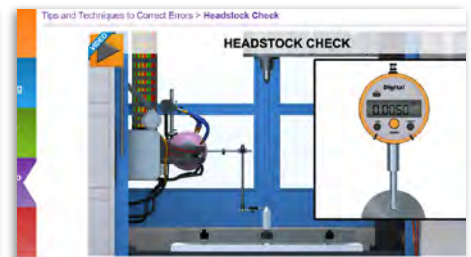 Tips and Techniques to Correct Errors > Headstock Check
VIDEO
HEADSTOCK CHECK
Digital
0.0050